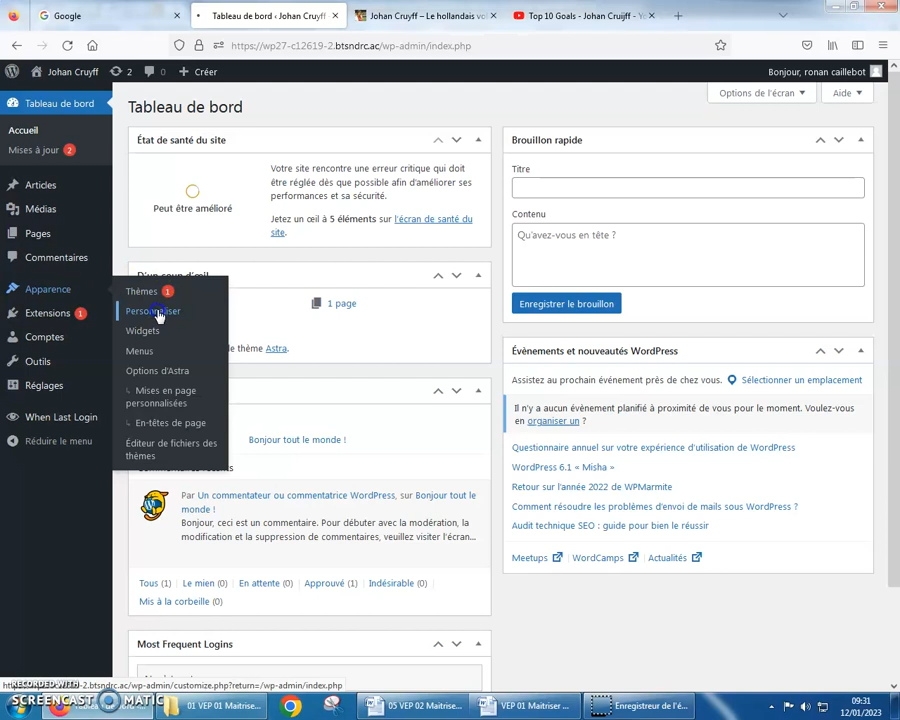 Google
Tableau de bord ‹ Johan Cruyff —
Johan Cruyff – Le hollandais vol
Top 10 Goals - Johan Cruijff - Yo
https://wp27-c12619-2.btsndrc.ac/wp-admin/index.php
Johan Cruyff
2
0
Créer
Bonjour, ronan caillebot
Tableau de bord
Accueil
Mises à jour 2
Articles
Médias
Pages
Commentaires
Apparence
Extensions 1
Comptes
Outils
Réglages
When Last Login
Réduire le menu
Thèmes 1
Personnaliser
Widgets
Menus
Options d'Astra
Mises en page
personnalisées
En-têtes de page
Éditeur de fichiers des
thèmes
Options de l'écran
Aide
Tableau de bord
État de santé du site
Peut être amélioré
Votre site rencontre une erreur critique qui doit
être réglée dès que possible afin d'améliorer ses
performances et sa sécurité.
Jetez un œil à 5 éléments sur l'écran de santé du
site.
D'un coup d'œil
1 page
le thème Astra.
Bonjour tout le monde !
Commentaires récents
Par Un commentateur ou commentatrice WordPress, sur Bonjour tout le
monde !
Bonjour, ceci est un commentaire. Pour débuter avec la modération, la
modification et la suppression de commentaires, veuillez visiter l'écran...
Tous (1) | Le mien (0) | En attente (0) | Approuvé (1) | Indésirable (0) |
Mis à la corbeille (0)
Most Frequent Logins
Brouillon rapide
Titre
Contenu
Qu'avez-vous en tête ?
Enregistrer le brouillon
Évènements et nouveautés WordPress
Assistez au prochain événement près de chez vous. Sélectionner un emplacement
Il n'y a aucun évènement planifié à proximité de vous pour le moment. Voulez-vous
en organiser un ?
Questionnaire annuel sur votre expérience d'utilisation de WordPress
WordPress 6.1 « Misha »
Retour sur l'année 2022 de WPMarmite
Comment résoudre les problèmes d'envoi de mails sous WordPress ?
Audit technique SEO : guide pour bien le réussir
Meetups | WordCamps | Actualités
RECORDED WITH
SCREENCAST MATIC
-2.btsndrc.ac/wp-admin/customize.php?return=/wp-admin/index.php
01 VEP 01 Maitrise...
05 VEP 02 Maitrise...
VEP 01 Maitriser ...
Enregistreur de l'é...
09:31
12/01/2023